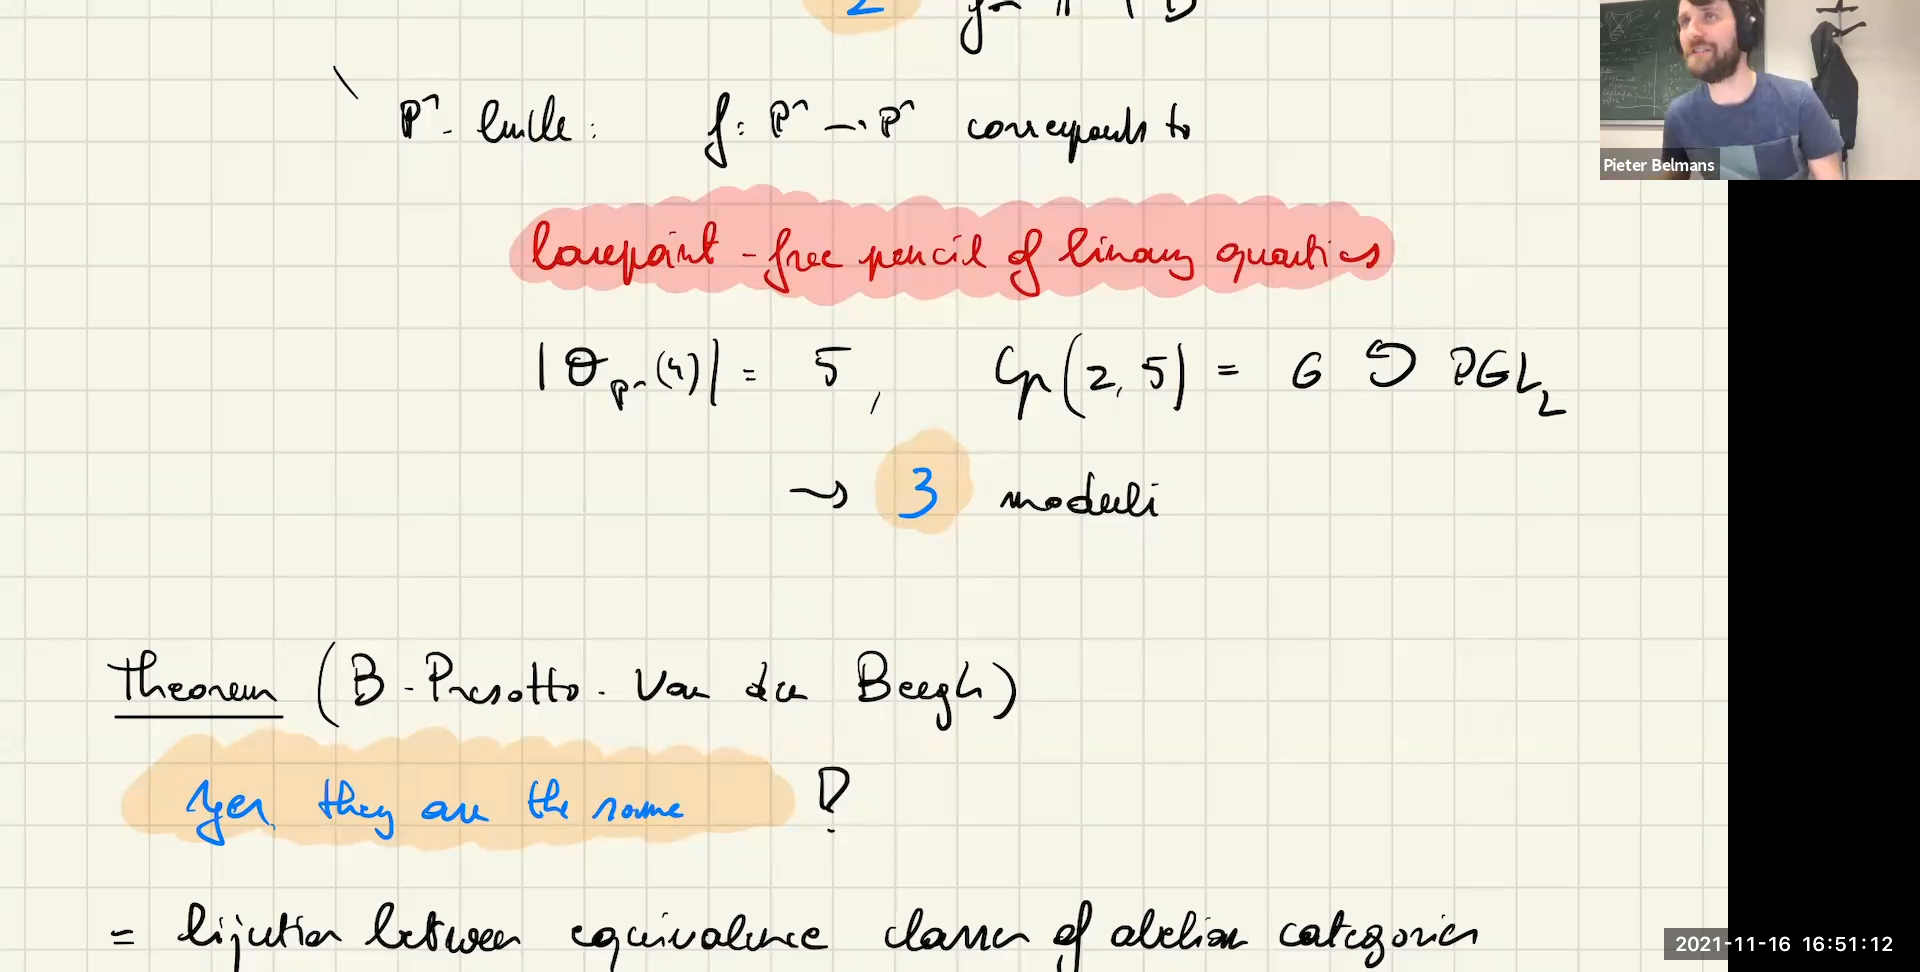 2
Pieter Belmans
P¹-bundle: f: P¹ → P¹ corresponds to
basepoint-free pencil of binary quartics
|O_P¹(4)| = 5, Gr(2,5) = 6 ↺ PGL₂
→ 3 moduli
Theorem (B-Presotto-Van den Bergh)
yes, they are the same !
= bijection between equivalence classes of abelian categories
2021-11-16 16:51:12